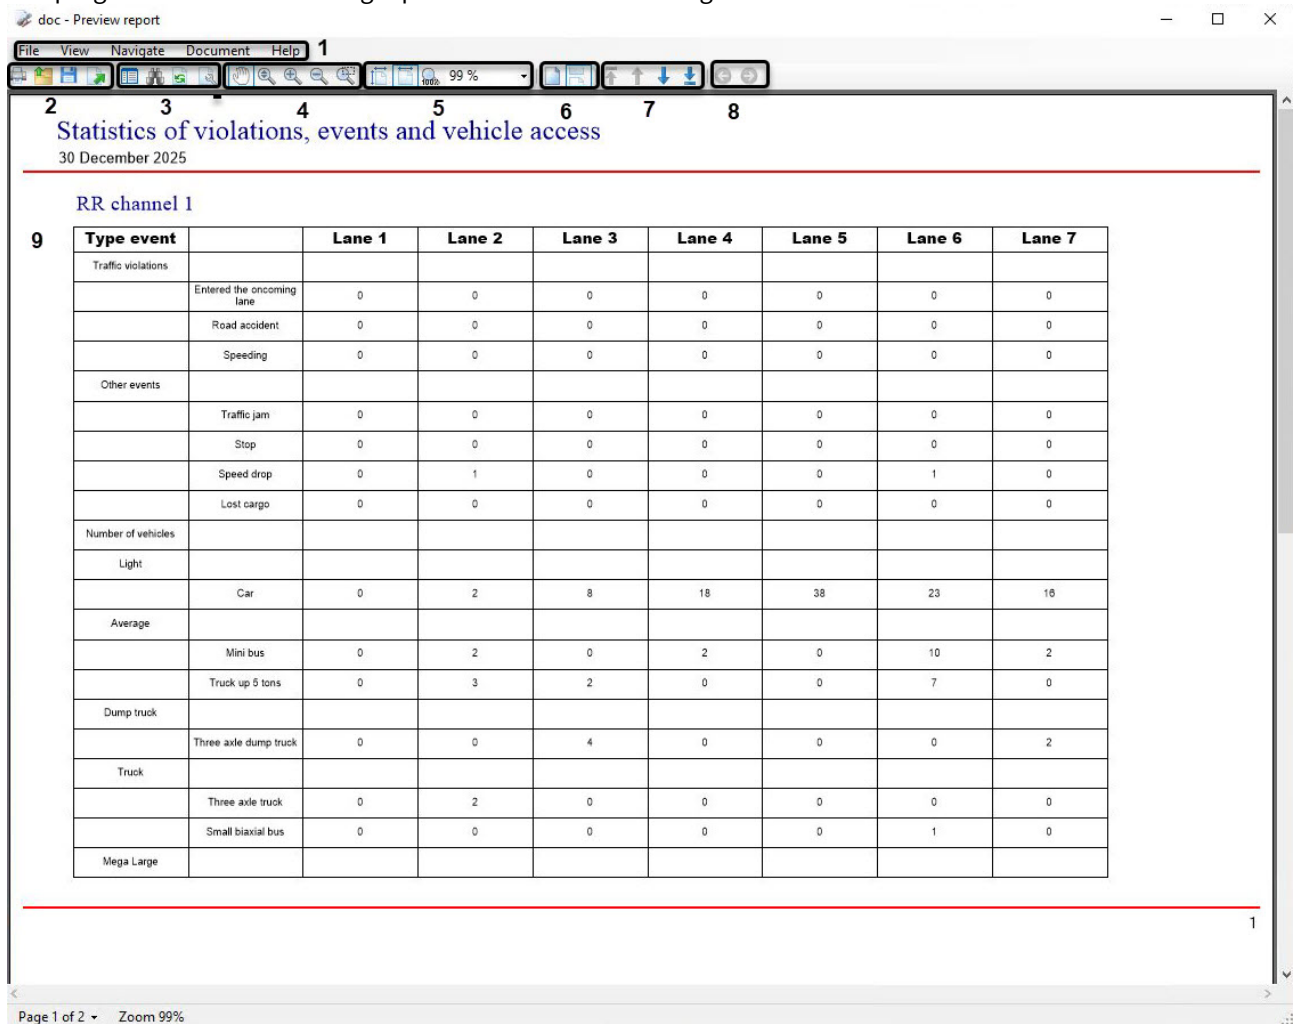 doc - Preview report
File View Navigate Document Help 1
100% 99 %
2 3 4 5 6 7 8
Statistics of violations, events and vehicle access
30 December 2025
RR channel 1
9
Type event Lane 1 Lane 2 Lane 3 Lane 4 Lane 5 Lane 6 Lane 7
Traffic violations
Entered the oncoming
lane 0 0 0 0 0 0 0
Road accident 0 0 0 0 0 0 0
Speeding 0 0 0 0 0 0 0
Other events
Traffic jam 0 0 0 0 0 0 0
Stop 0 0 0 0 0 0 0
Speed drop 0 1 0 0 0 1 0
Lost cargo 0 0 0 0 0 0 0
Number of vehicles
Light
Car 0 2 8 18 38 23 16
Average
Mini bus 0 2 0 2 0 10 2
Truck up 5 tons 0 3 2 0 0 7 0
Dump truck
Three axle dump truck 0 0 4 0 0 0 2
Truck
Three axle truck 0 2 0 0 0 0 0
Small biaxial bus 0 0 0 0 0 1 0
Mega Large
1
Page 1 of 2 Zoom 99%